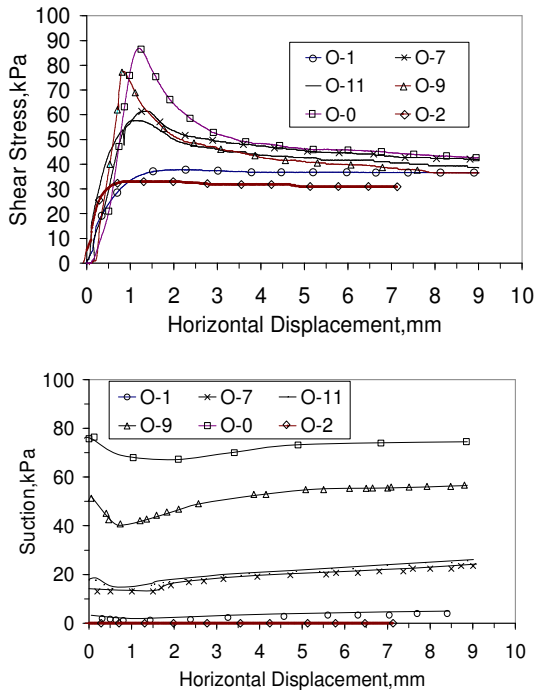 100
90
80
70
60
50
40
30
20
10
0
Shear Stress,kPa
O-1 O-7
O-11 O-9
O-0 O-2
0 1 2 3 4 5 6 7 8 9 10
Horizontal Displacement,mm
100
80
60
40
20
0
Suction,kPa
O-1 O-7 O-11
O-9 O-0 O-2
0 1 2 3 4 5 6 7 8 9 10
Horizontal Displacement,mm